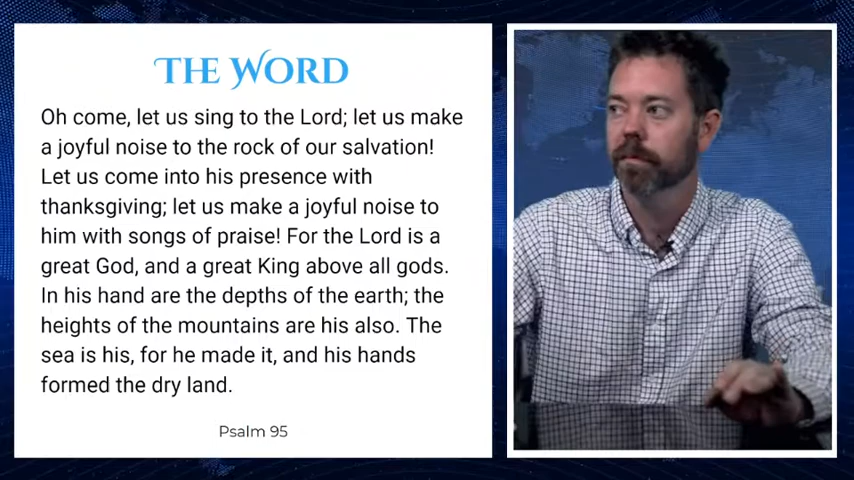 THE WORD
Oh come, let us sing to the Lord; let us make
a joyful noise to the rock of our salvation!
Let us come into his presence with
thanksgiving; let us make a joyful noise to
him with songs of praise! For the Lord is a
great God, and a great King above all gods.
In his hand are the depths of the earth; the
heights of the mountains are his also. The
sea is his, for he made it, and his hands
formed the dry land.
Psalm 95